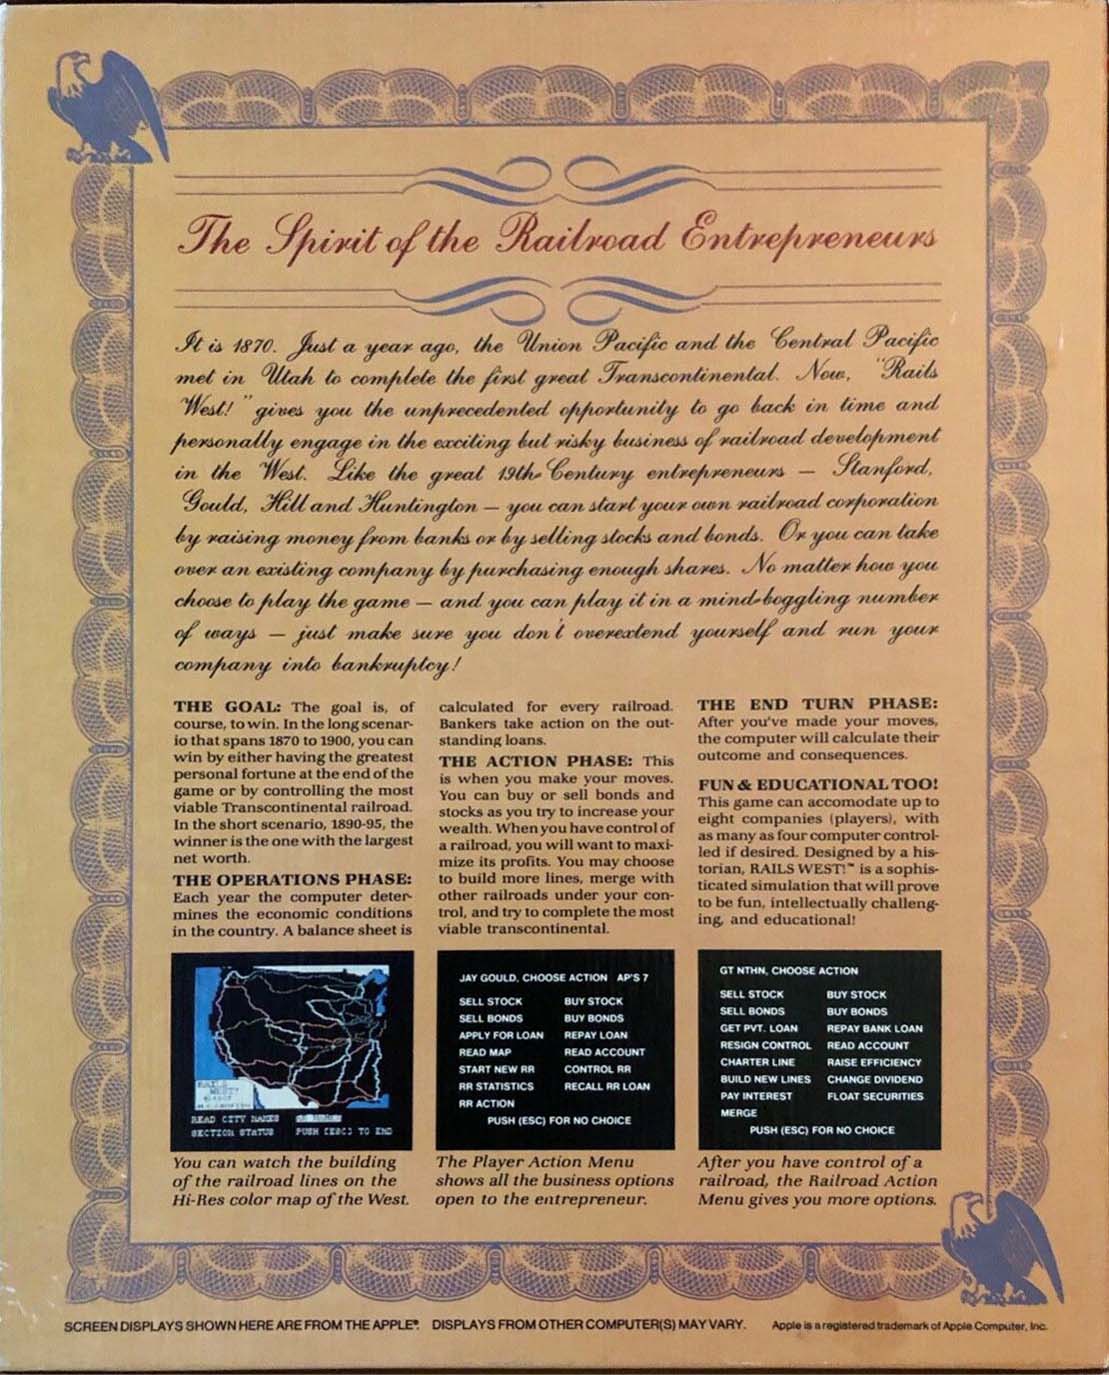 The Spirit of the Railroad Entrepreneurs
It is 1870. Just a year ago, the Union Pacific and the Central Pacific
met in Utah to complete the first great Transcontinental. Now, "Rails
West!" gives you the unprecedented opportunity to go back in time and
personally engage in the exciting but risky business of railroad development
in the West. Like the great 19th-Century entrepreneurs — Stanford,
Gould, Hill and Huntington — you can start your own railroad corporation
by raising money from banks or by selling stocks and bonds. Or you can take
over an existing company by purchasing enough shares. No matter how you
choose to play the game — and you can play it in a mind-boggling number
of ways — just make sure you don't overextend yourself and run your
company into bankruptcy!
THE GOAL: The goal is, of
course, to win. In the long scenar-
io that spans 1870 to 1900, you can
win by either having the greatest
personal fortune at the end of the
game or by controlling the most
viable Transcontinental railroad.
In the short scenario, 1890-95, the
winner is the one with the largest
net worth.
THE OPERATIONS PHASE:
Each year the computer deter-
mines the economic conditions
in the country. A balance sheet is
calculated for every railroad.
Bankers take action on the out-
standing loans.
THE ACTION PHASE: This
is when you make your moves.
You can buy or sell bonds and
stocks as you try to increase your
wealth. When you have control of
a railroad, you will want to maxi-
mize its profits. You may choose
to build more lines, merge with
other railroads under your con-
trol, and try to complete the most
viable transcontinental.
THE END TURN PHASE:
After you've made your moves,
the computer will calculate their
outcome and consequences.
FUN & EDUCATIONAL TOO!
This game can accomodate up to
eight companies (players), with
as many as four computer control-
led if desired. Designed by a his-
torian, RAILS WEST!™ is a sophis-
ticated simulation that will prove
to be fun, intellectually challeng-
ing, and educational!
RAILS
WEST!
READ CITY NAMES
SECTION STATUS PUSH [ESC] TO END
You can watch the building
of the railroad lines on the
Hi-Res color map of the West.
JAY GOULD, CHOOSE ACTION AP'S 7
SELL STOCK BUY STOCK
SELL BONDS BUY BONDS
APPLY FOR LOAN REPAY LOAN
READ MAP READ ACCOUNT
START NEW RR CONTROL RR
RR STATISTICS RECALL RR LOAN
RR ACTION
PUSH (ESC) FOR NO CHOICE
The Player Action Menu
shows all the business options
open to the entrepreneur.
GT NTHN, CHOOSE ACTION
SELL STOCK BUY STOCK
SELL BONDS BUY BONDS
GET PVT. LOAN REPAY BANK LOAN
RESIGN CONTROL READ ACCOUNT
CHARTER LINE RAISE EFFICIENCY
BUILD NEW LINES CHANGE DIVIDEND
PAY INTEREST FLOAT SECURITIES
MERGE
PUSH (ESC) FOR NO CHOICE
After you have control of a
railroad, the Railroad Action
Menu gives you more options.
SCREEN DISPLAYS SHOWN HERE ARE FROM THE APPLE®. DISPLAYS FROM OTHER COMPUTER(S) MAY VARY. Apple is a registered trademark of Apple Computer, Inc.